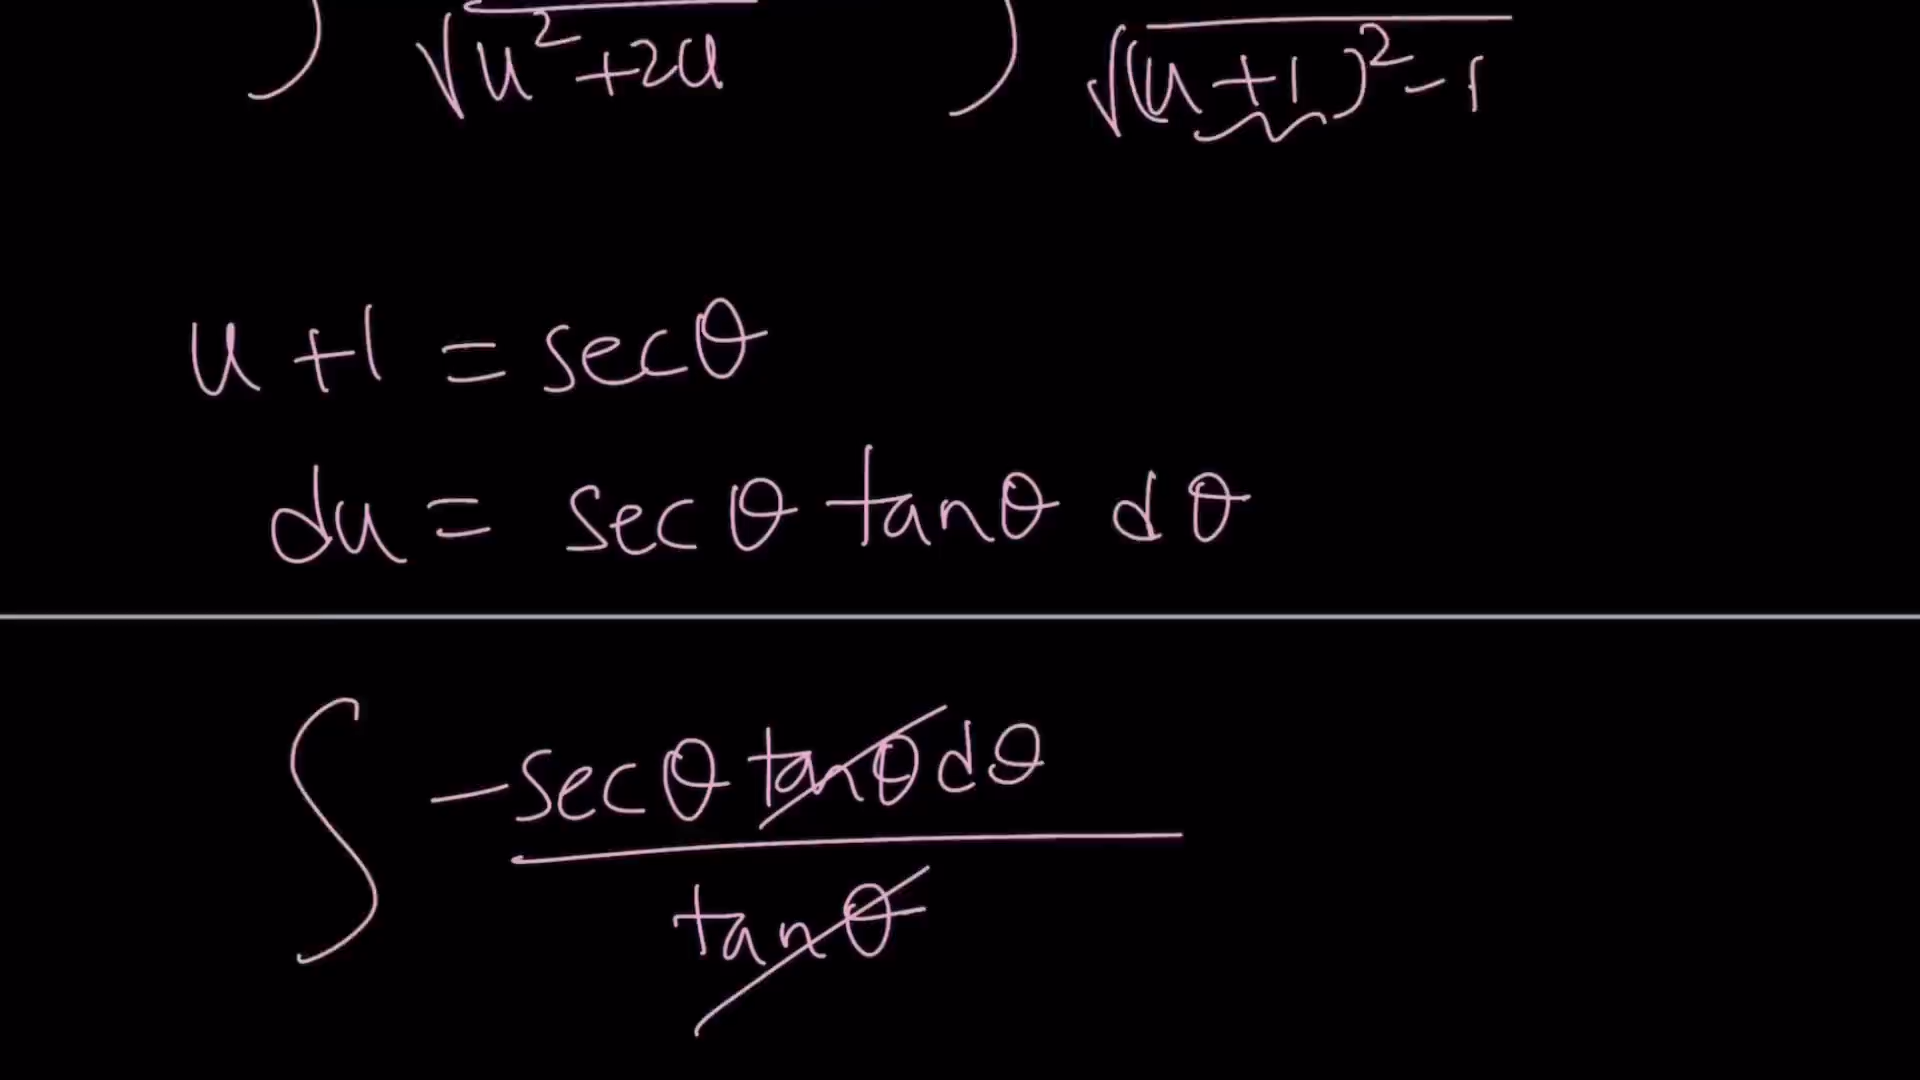 ∫ √(u²+2u) ∫ √((u+1)²-1
u+1 = secθ
du = secθ tanθ dθ
∫ -secθ tanθ dθ
tanθ